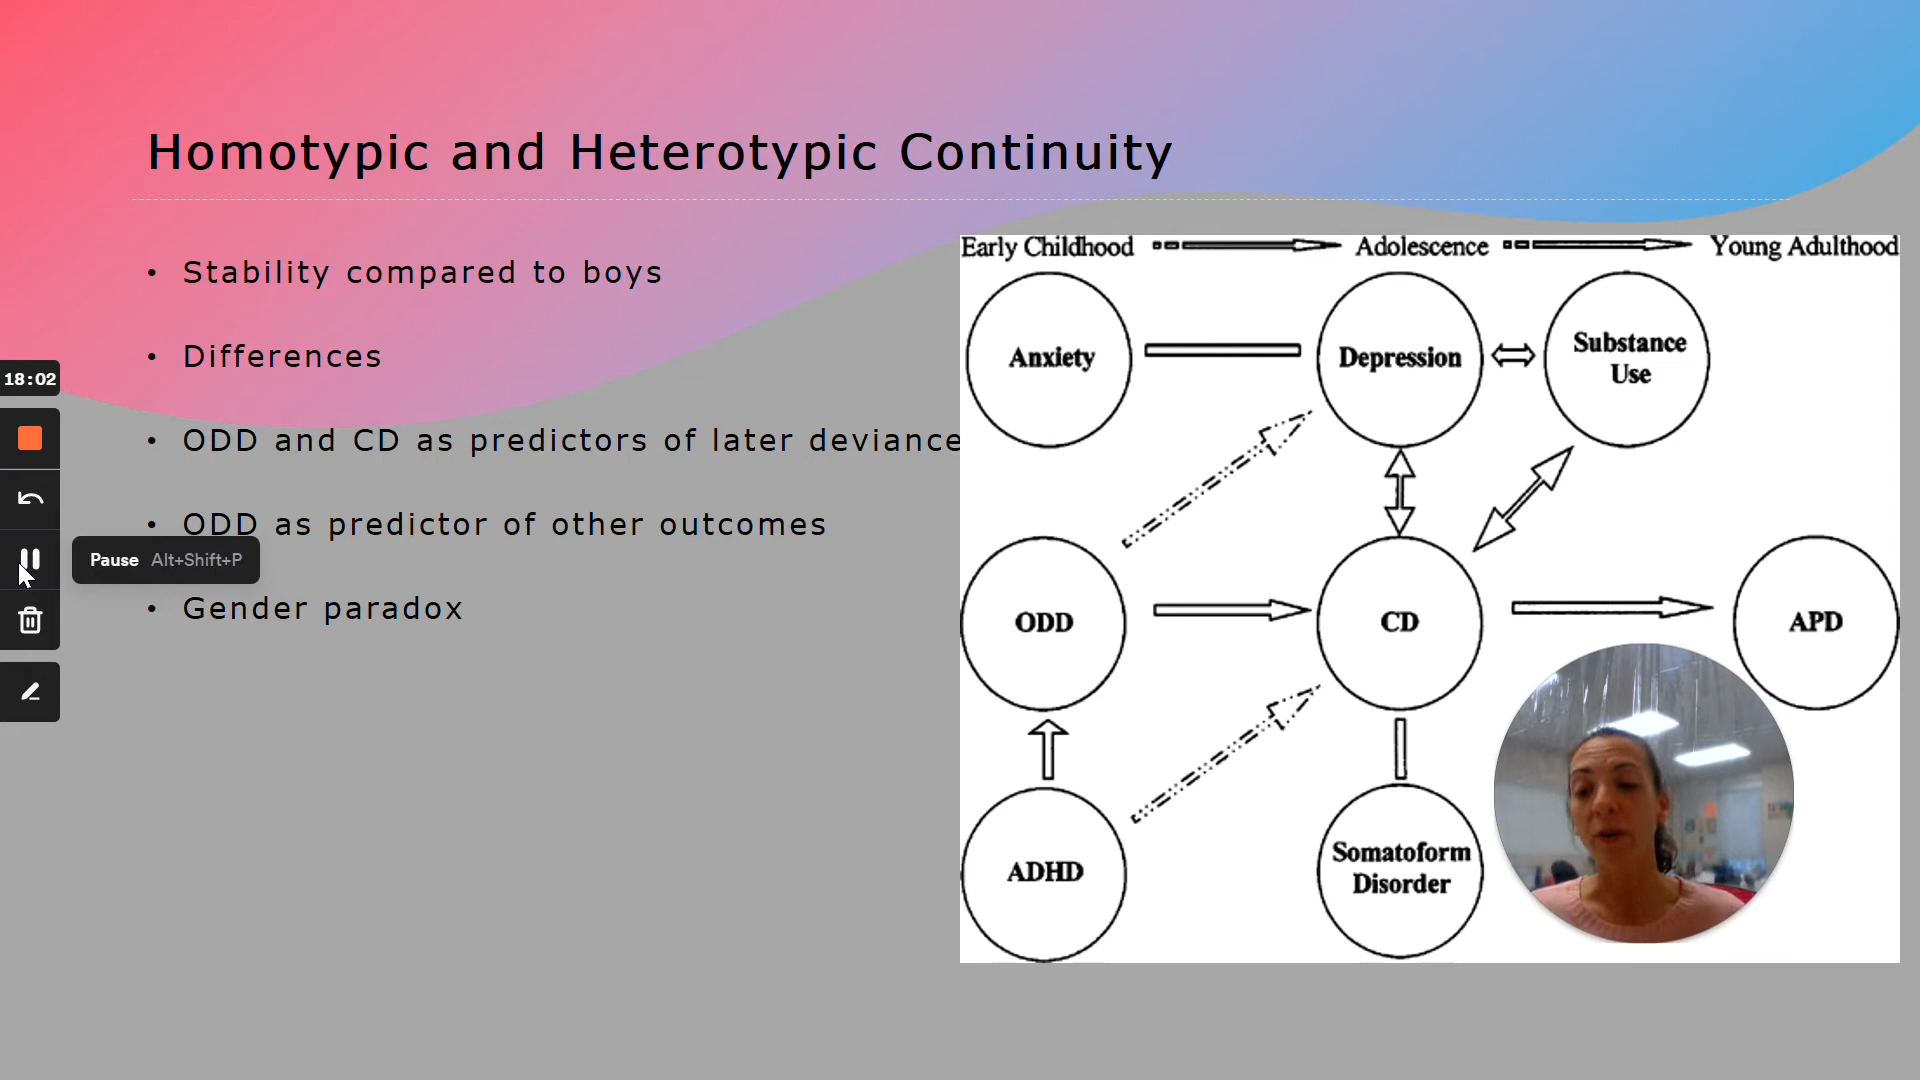 Homotypic and Heterotypic Continuity
• Stability compared to boys
• Differences
• ODD and CD as predictors of later deviance
• ODD as predictor of other outcomes
• Gender paradox
18:02
Pause Alt+Shift+P
Early Childhood Adolescence Young Adulthood
Anxiety
Depression
Substance
Use
ODD
CD
APD
ADHD
Somatoform
Disorder